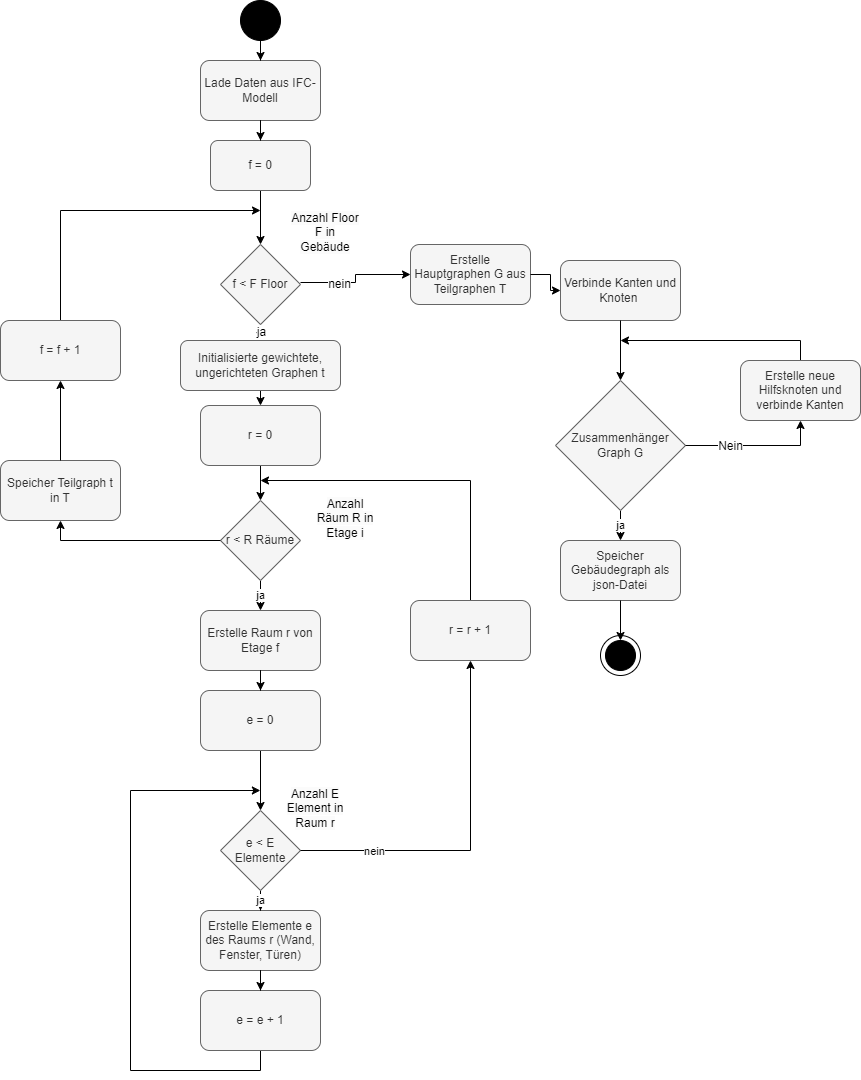 Lade Daten aus IFC-
Modell
f = 0
Anzahl Floor
F in
Gebäude
f < F Floor
nein
Erstelle
Hauptgraphen G aus
Teilgraphen T
Verbinde Kanten und
Knoten
ja
f = f + 1
Initialisierte gewichtete,
ungerichteten Graphen t
Erstelle neue
Hilfsknoten und
verbinde Kanten
r = 0
Zusammenhänger
Graph G
Nein
Speicher Teilgraph t
in T
Anzahl
Räum R in
Etage i
r < R Räume
ja
Speicher
Gebäudegraph als
json-Datei
ja
Erstelle Raum r von
Etage f
r = r + 1
e = 0
Anzahl E
Element in
Raum r
e < E
Elemente
nein
ja
Erstelle Elemente e
des Raums r (Wand,
Fenster, Türen)
e = e + 1